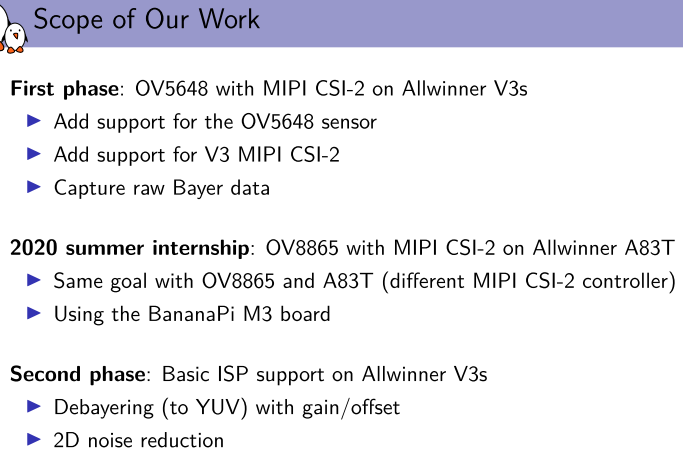 Scope of Our Work
First phase: OV5648 with MIPI CSI-2 on Allwinner V3s
▶ Add support for the OV5648 sensor
▶ Add support for V3 MIPI CSI-2
▶ Capture raw Bayer data
2020 summer internship: OV8865 with MIPI CSI-2 on Allwinner A83T
▶ Same goal with OV8865 and A83T (different MIPI CSI-2 controller)
▶ Using the BananaPi M3 board
Second phase: Basic ISP support on Allwinner V3s
▶ Debayering (to YUV) with gain/offset
▶ 2D noise reduction